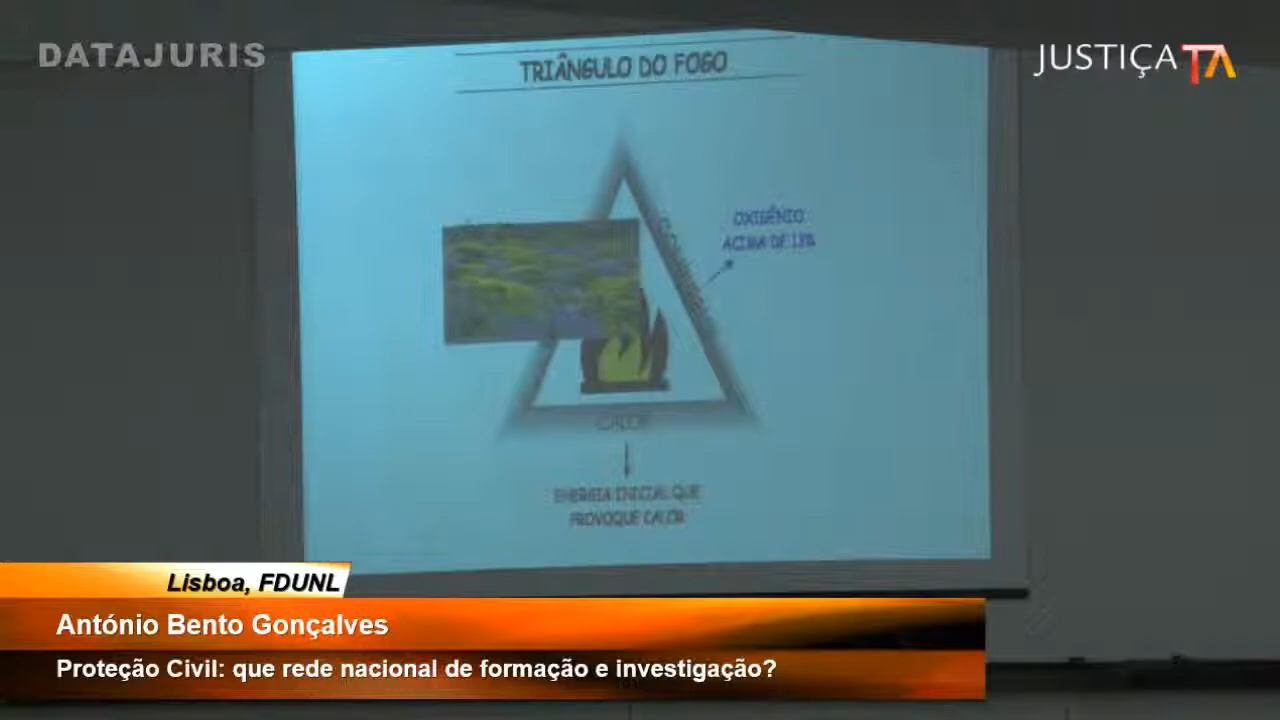 DATAJURIS
JUSTIÇA TA
TRIÂNGULO DO FOGO
OXIGÉNIO
ACIMA DE
CALOR
ENERGIA INICIAL QUE
PROVOQUE CALOR
Lisboa, FDUNL
António Bento Gonçalves
Proteção Civil: que rede nacional de formação e investigação?